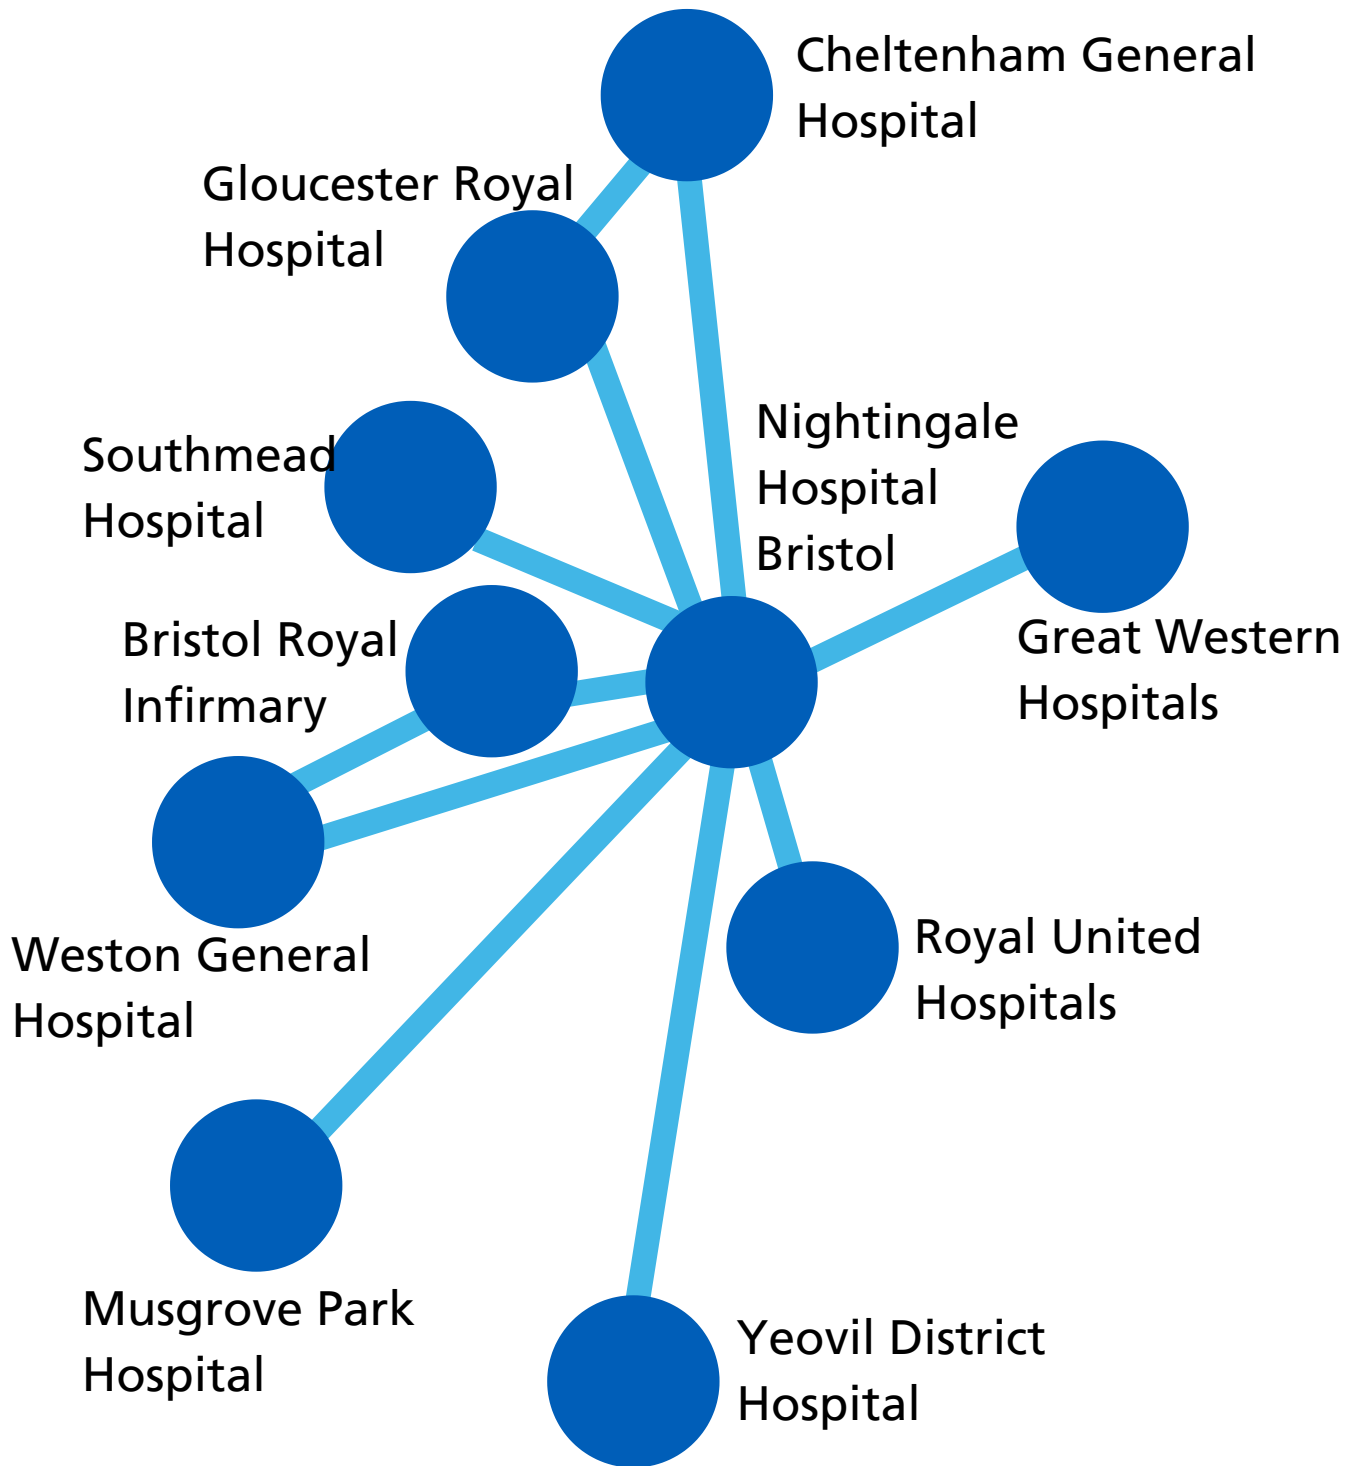 Cheltenham General
Hospital
Gloucester Royal
Hospital
Nightingale
Hospital
Bristol
Southmead
Hospital
Great Western
Hospitals
Bristol Royal
Infirmary
Royal United
Hospitals
Weston General
Hospital
Musgrove Park
Hospital
Yeovil District
Hospital